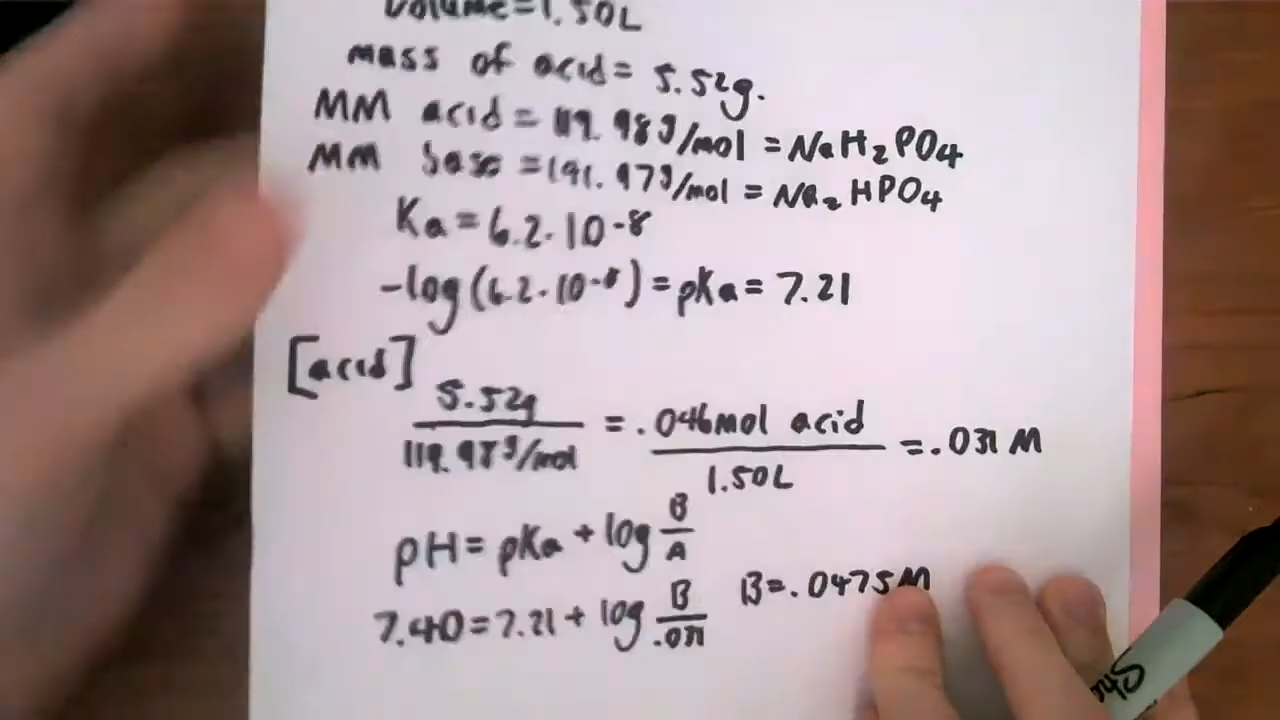 Volume=1.50L
mass of acid= 5.52g.
MM acid = 119.98g/mol = NaH₂PO₄
MM base =141.97g/mol = Na₂HPO₄
Ka = 6.2·10⁻⁸
-log(6.2·10⁻⁸) = pKa = 7.21
[acid]
5.52g / 119.98g/mol = .046mol acid / 1.50L = .031 M
pH= pKa + log B/A
7.40=7.21 + log B/.031 B=.0475M